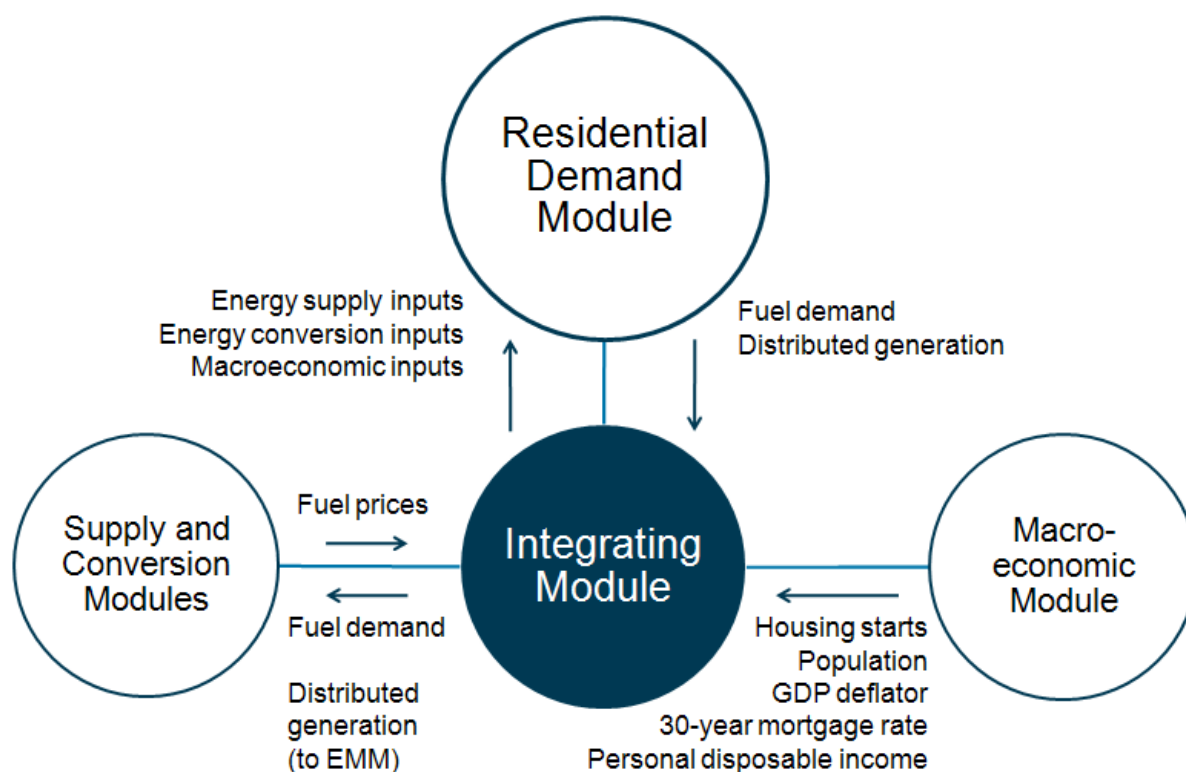 Residential
Demand
Module
Energy supply inputs
Energy conversion inputs
Macroeconomic inputs
Fuel demand
Distributed generation
Supply and
Conversion
Modules
Fuel prices
Fuel demand
Distributed
generation
(to EMM)
Integrating
Module
Macro-
economic
Module
Housing starts
Population
GDP deflator
30-year mortgage rate
Personal disposable income